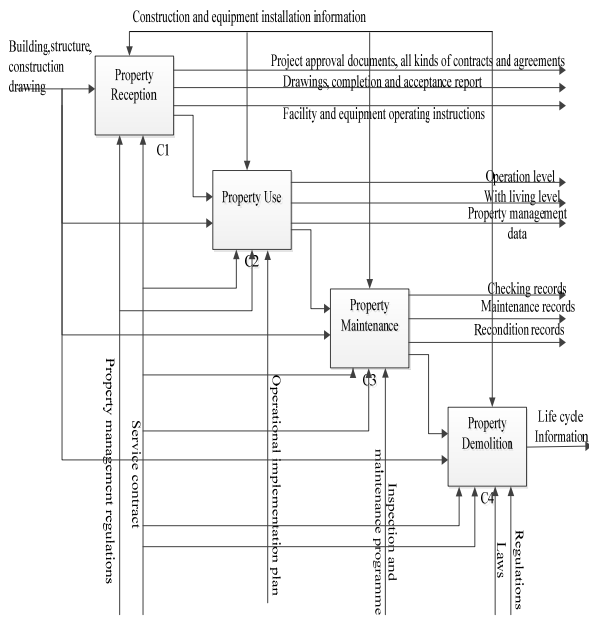 Construction and equipment installation information
Building,structure,
construction
drawing
Property
Reception
C1
Project approval documents, all kinds of contracts and agreements
Drawings, completion and acceptance report
Facility and equipment operating instructions
Property Use
C2
Operation level
With living level
Property management
data
Property
Maintenance
C3
Checking records
Maintenance records
Recondition records
Property
Demolition
C4
Life cycle
Information
Property management regulations
Service contract
Operational implementation plan
Inspection and
maintenance programme
Laws
Regulations